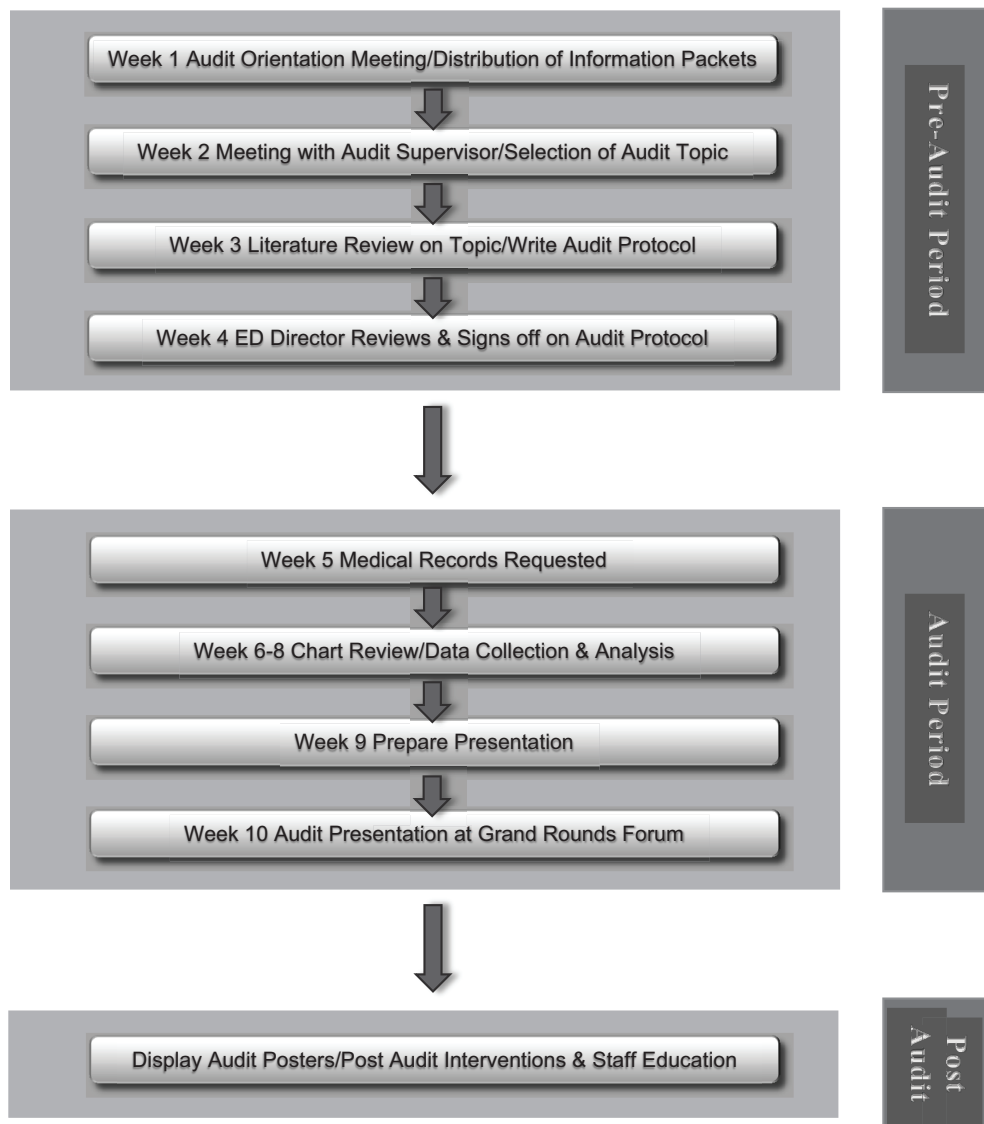 Week 1 Audit Orientation Meeting/Distribution of Information Packets
Week 2 Meeting with Audit Supervisor/Selection of Audit Topic
Week 3 Literature Review on Topic/Write Audit Protocol
Week 4 ED Director Reviews & Signs off on Audit Protocol
Pre-Audit Period
Week 5 Medical Records Requested
Week 6-8 Chart Review/Data Collection & Analysis
Week 9 Prepare Presentation
Week 10 Audit Presentation at Grand Rounds Forum
Audit Period
Display Audit Posters/Post Audit Interventions & Staff Education
Post
Audit